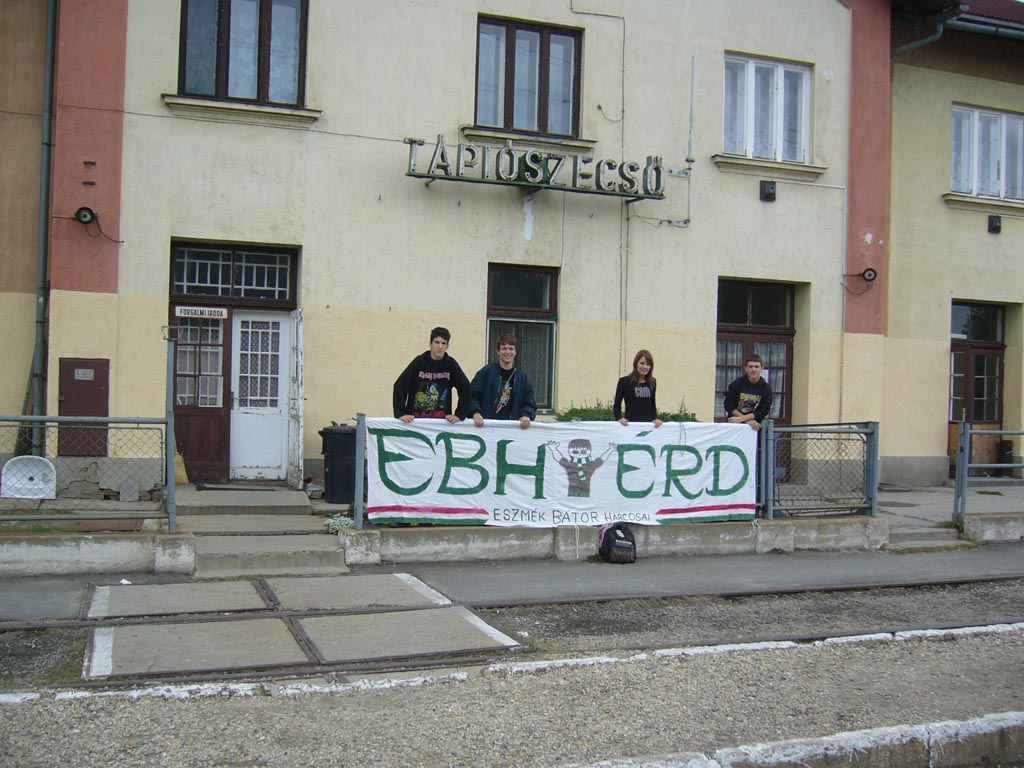 TÁPIÓSZECSŐ
FORGALMI IRODA
EBH ÉRD
ESZMÉK BÁTOR HARCOSAI